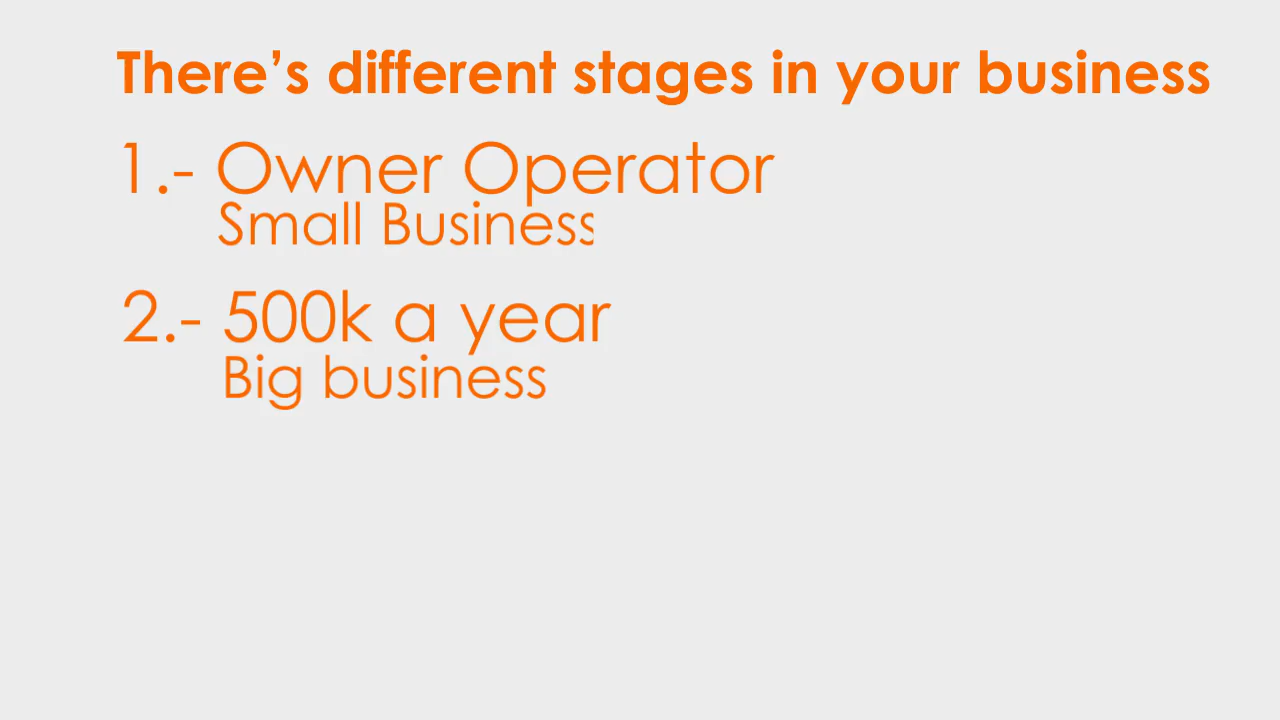 There’s different stages in your business
1.- Owner Operator
Small Business
2.- 500k a year
Big business